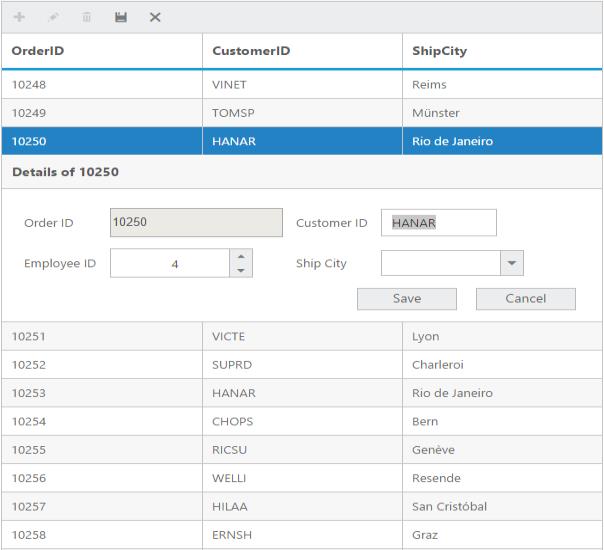 OrderID CustomerID ShipCity
10248 VINET Reims
10249 TOMSP Münster
10250 HANAR Rio de Janeiro
Details of 10250
Order ID 10250 Customer ID HANAR
Employee ID 4 Ship City
Save Cancel
10251 VICTE Lyon
10252 SUPRD Charleroi
10253 HANAR Rio de Janeiro
10254 CHOPS Bern
10255 RICSU Genève
10256 WELLI Resende
10257 HILAA San Cristóbal
10258 ERNSH Graz